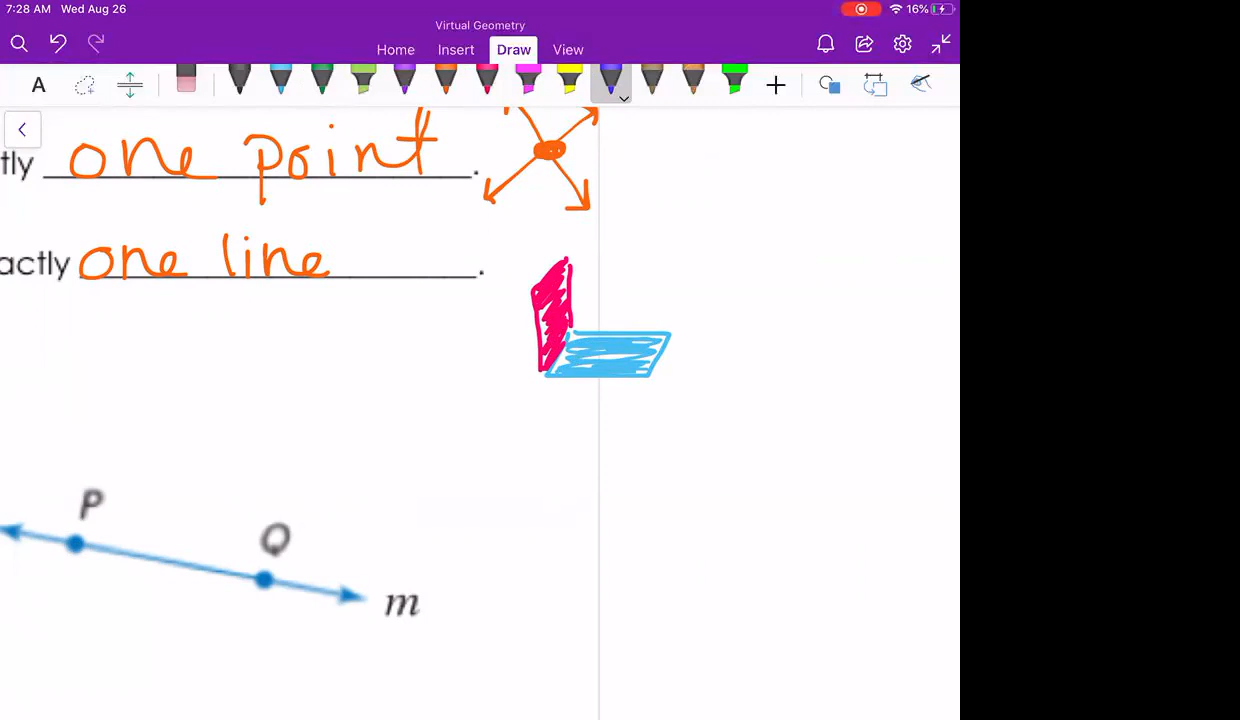 7:28 AM Wed Aug 26
16%
Virtual Geometry
Home Insert Draw View
A
tly one point.
actly one line.
P
Q
m